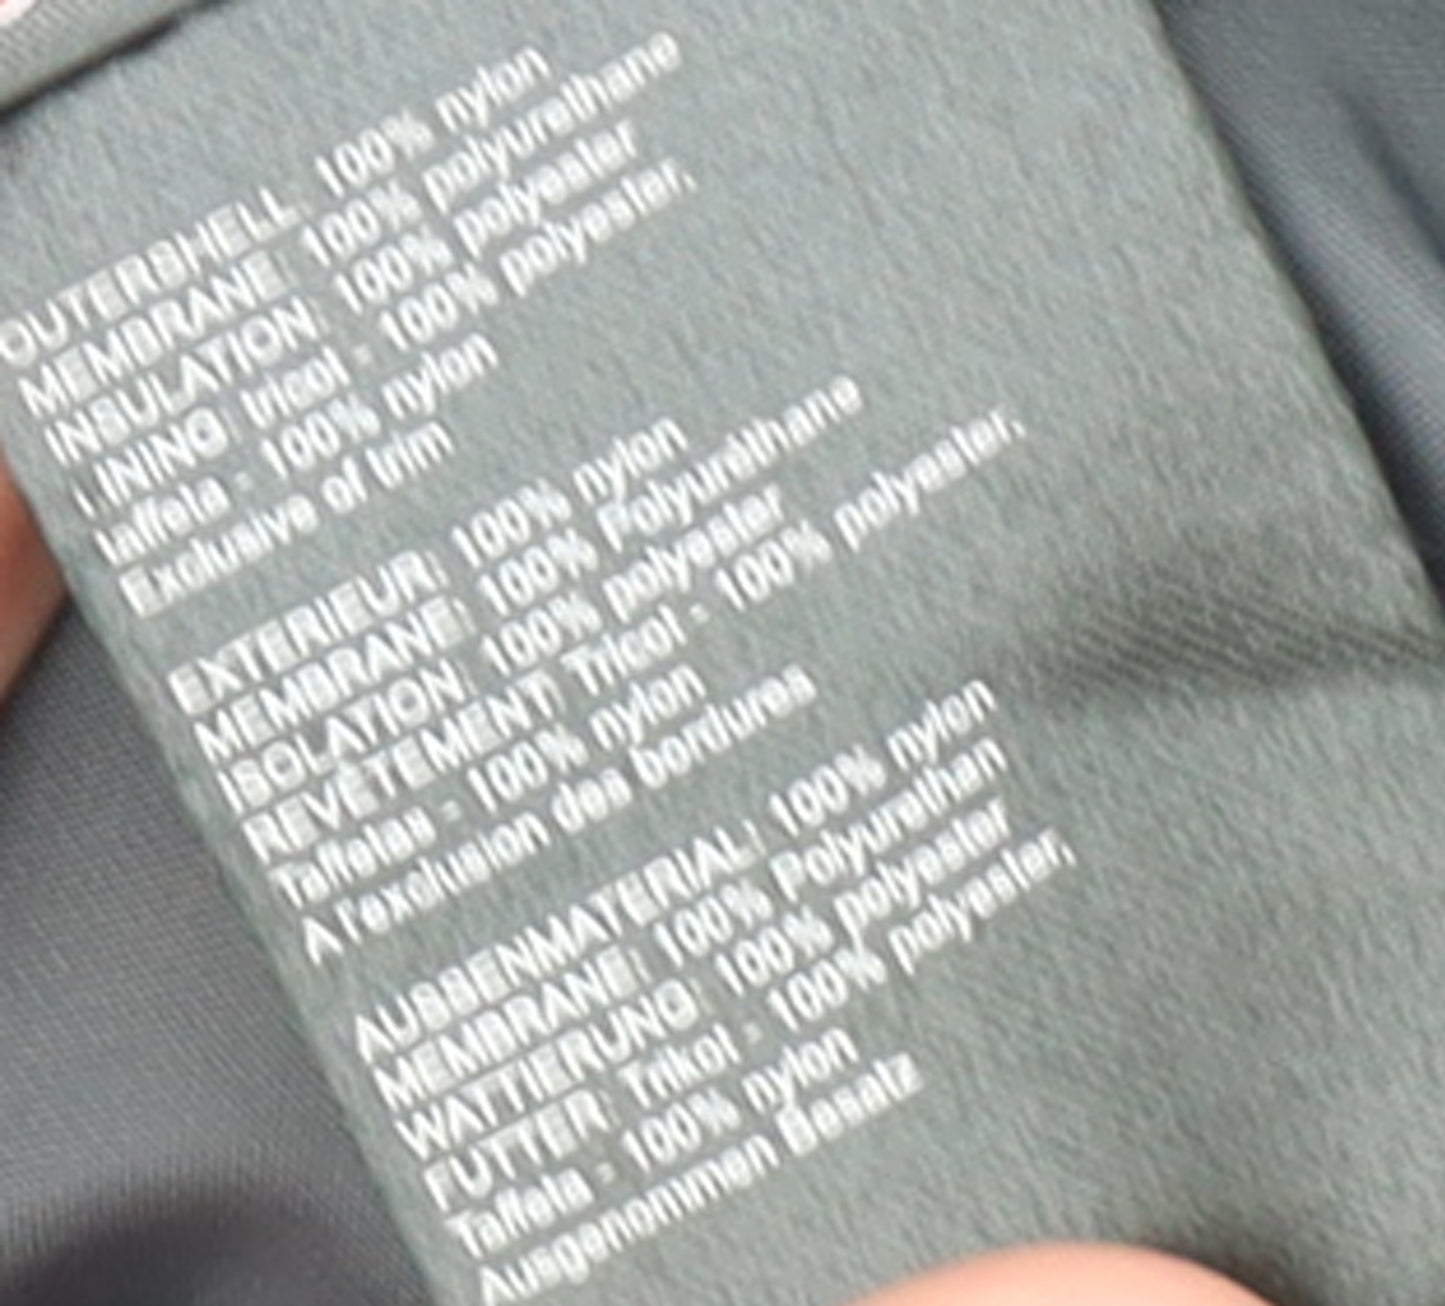 OUTERSHELL: 100% nylon
MEMBRANE: 100% polyurethane
INSULATION: 100% polyester
LINING: tricot - 100% polyester,
taffeta - 100% nylon
Exclusive of trim
EXTERIEUR: 100% nylon
MEMBRANE: 100% Polyurethane
ISOLATION: 100% polyester
REVÊTEMENT: Tricot - 100% polyester,
Taffetas - 100% nylon
A l'exclusion des bordures
AUSSENMATERIAL: 100% nylon
MEMBRANE: 100% Polyurethan
WATTIERUNG: 100% polyester
FUTTER: Trikot - 100% polyester,
Taffeta - 100% nylon
Ausgenommen Besatz